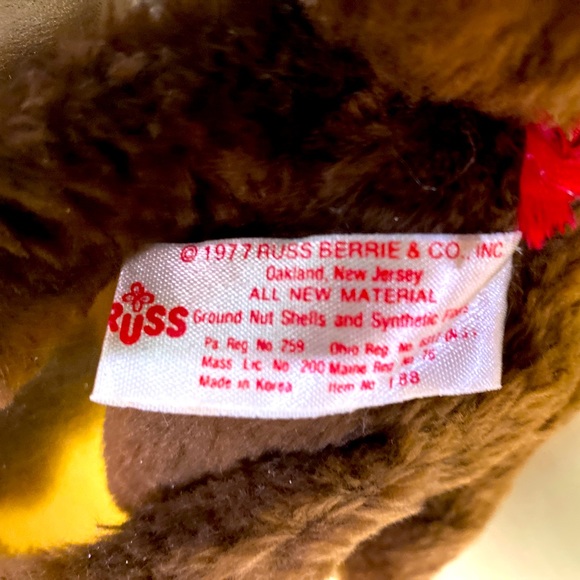 © 1977 RUSS BERRIE & CO., INC
Oakland, New Jersey
ALL NEW MATERIAL
RUSS
Ground Nut Shells and Synthetic
Pa. Reg. No. 759 Ohio Reg. No.
Mass. Lic. No. 200 Maine Reg. No. 75
Made in Korea Item No. 188